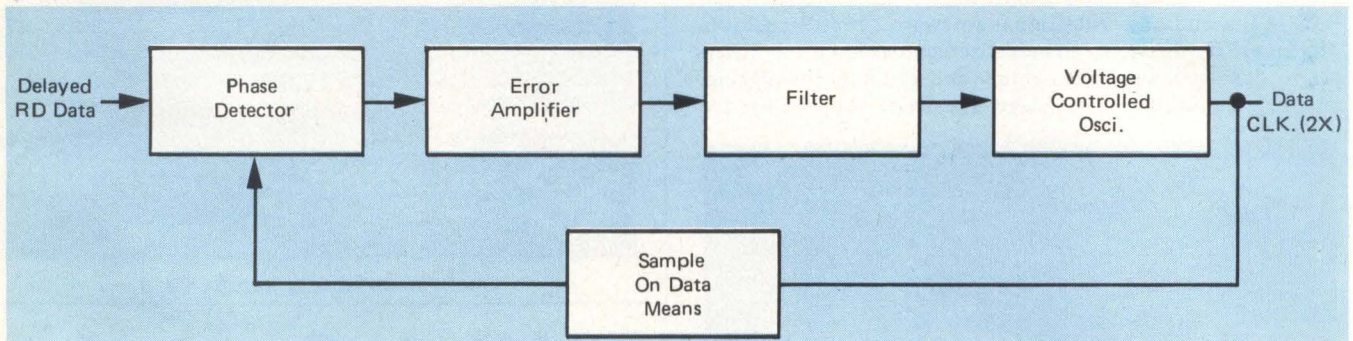 Delayed
RD Data
Phase
Detector
Error
Amplifier
Filter
Voltage
Controlled
Osci.
Data
CLK.(2X)
Sample
On Data
Means